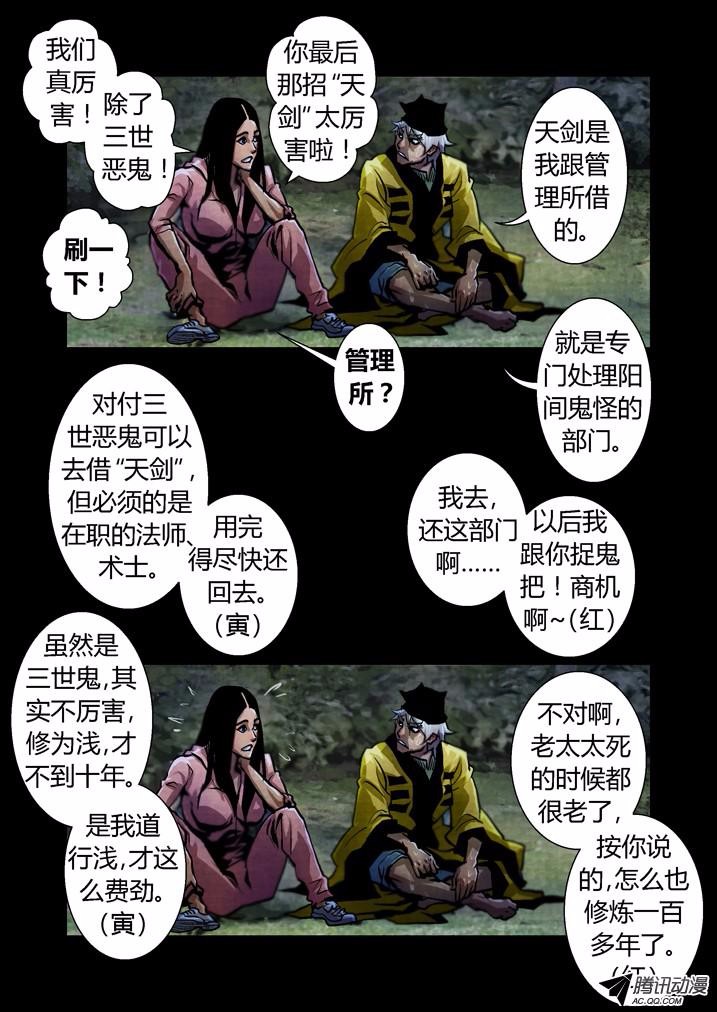 我们
真厉
害！
除了
三世
恶鬼！
刷一
下！
你最后
那招“天
剑”太厉
害啦！
天剑是
我跟管
理所借
的。
管理
所？
就是专
门处理阳
间鬼怪的
部门。
对付三
世恶鬼可以
去借“天剑”，
但必须的是
在职的法师、
术士。
用完
得尽快还
回去。
（寅）
我去，
还这部门
啊……
以后我
跟你捉鬼
把！商机
啊~（红）
虽然是
三世鬼，其
实不厉害，
修为浅，才
不到十年。
是我道
行浅，才这
么费劲。
（寅）
不对啊，
老太太死
的时候都
很老了，
按你说
的，怎么也
修炼一百
多年了。
（红）
腾讯动漫
AC.QQ.COM